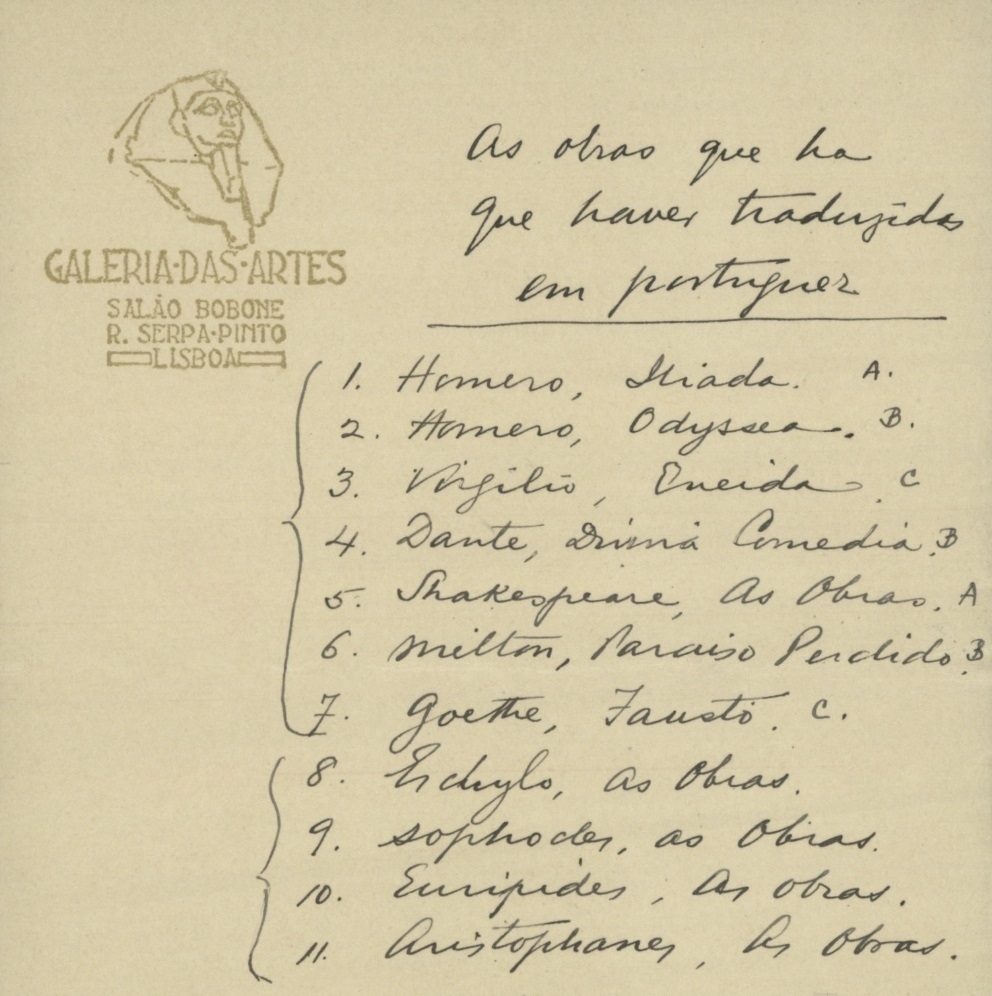 GALERIA·DAS·ARTES
SALÃO BOBONE
R. SERPA·PINTO
LISBOA
As obras que ha
que haver traduzidas
em portuguez
1. Homero, Iliada. A.
2. Homero, Odyssea. B.
3. Virgilio, Eneida. C
4. Dante, Divina Comedia. B
5. Shakespeare, As Obras. A
6. Milton, Paraiso Perdido. B
7. Goethe, Fausto. C.
8. Eschylo, as Obras.
9. Sophocles, as Obras.
10. Euripides, As obras.
11. Aristophanes, As Obras.